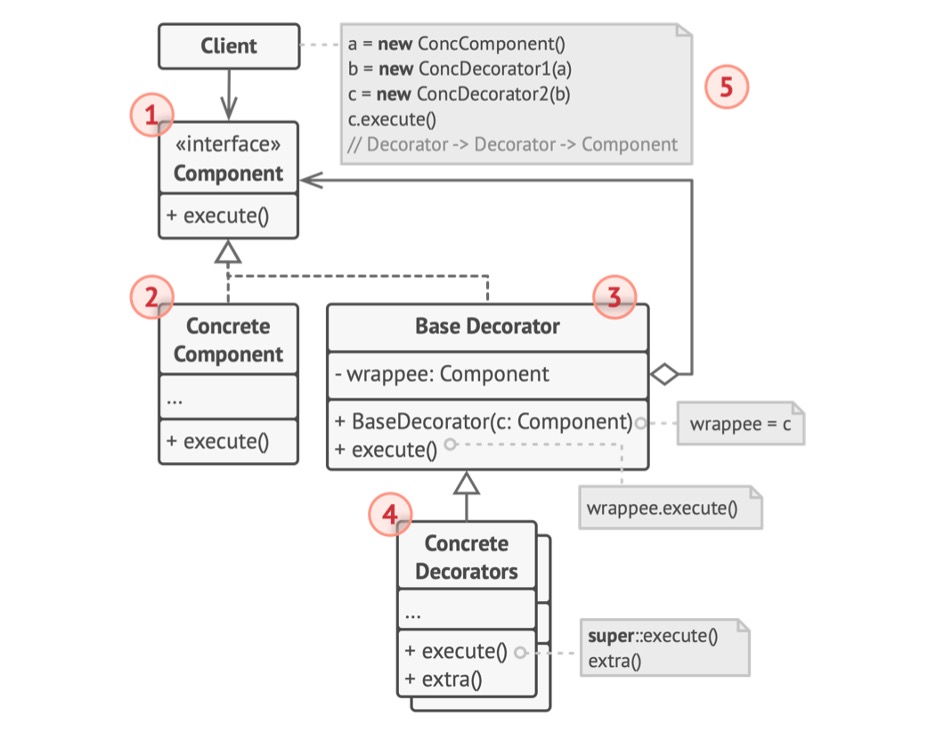 Client
a = new ConcComponent()
b = new ConcDecorator1(a)
c = new ConcDecorator2(b)
c.execute()
// Decorator -> Decorator -> Component
5
1
«interface»
Component
+ execute()
2
Concrete
Component
...
+ execute()
3
Base Decorator
- wrappee: Component
+ BaseDecorator(c: Component)
+ execute()
wrappee = c
wrappee.execute()
4
Concrete
Decorators
...
+ execute()
+ extra()
super::execute()
extra()